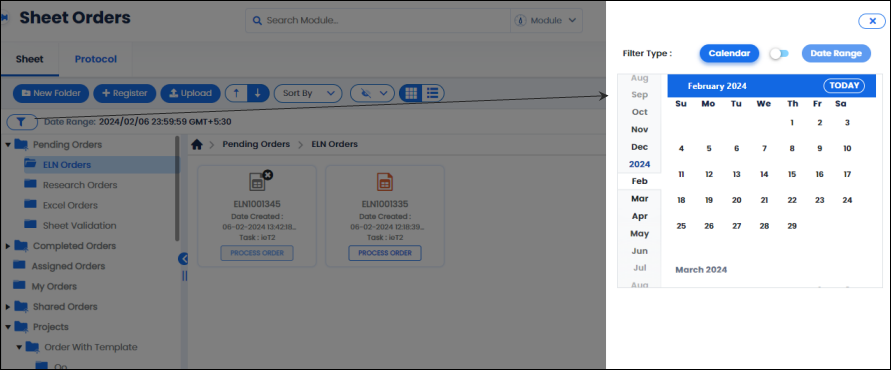 Sheet Orders
Search Module..
Module
Sheet
Protocol
New Folder
Register
Upload
Sort By
Date Range: 2024/02/06 23:59:59 GMT+5:30
Pending Orders
ELN Orders
Research Orders
Excel Orders
Sheet Validation
Completed Orders
Assigned Orders
My Orders
Shared Orders
Projects
Order With Template
Pending Orders > ELN Orders
ELN1001345
Date Created :
06-02-2024 13:42:18...
Task : IoT2
PROCESS ORDER
ELN1001335
Date Created :
06-02-2024 12:18:39...
Task : IoT2
PROCESS ORDER
Filter Type :
Calendar
Date Range
Aug
Sep
Oct
Nov
Dec
2024
Feb
Mar
Apr
May
Jun
Jul
Aug
February 2024
TODAY
Su Mo Tu We Th Fr Sa
1 2 3
4 5 6 7 8 9 10
11 12 13 14 15 16 17
18 19 20 21 22 23 24
25 26 27 28 29
March 2024